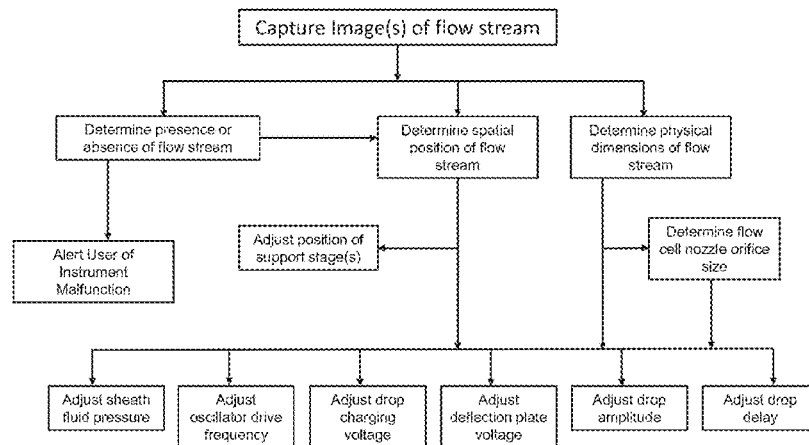 Capture Image(s) of flow stream
Determine presence or
absence of flow stream
Determine spatial
position of flow
stream
Determine physical
dimensions of flow
stream
Alert User of
Instrument
Malfunction
Adjust position of
support stage(s)
Determine flow
cell nozzle orifice
size
Adjust sheath
fluid pressure
Adjust
oscillator drive
frequency
Adjust drop
charging
voltage
Adjust
deflection plate
voltage
Adjust drop
amplitude
Adjust drop
delay